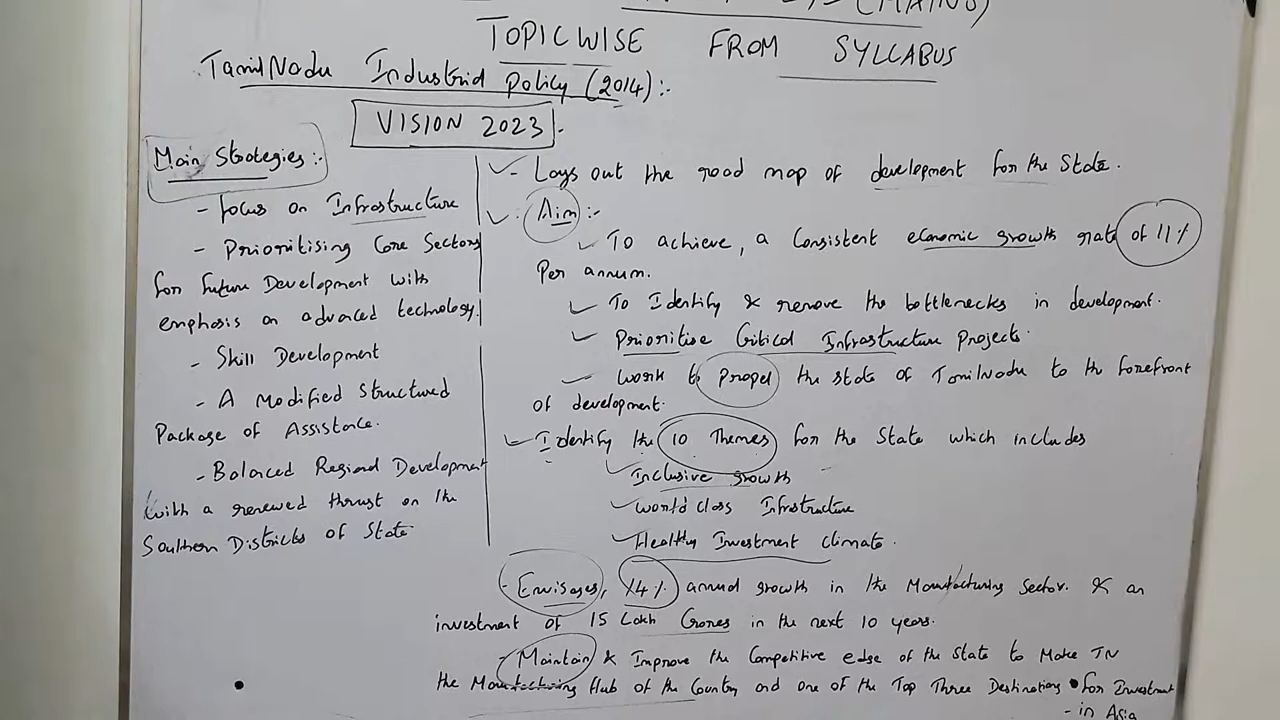 (MAINS)
TOPICWISE FROM SYLLABUS
TamilNadu Industrial Policy (2014):-
VISION 2023.
Main Strategies:-
- Focus on Infrastructure
- Prioritising Core Sectors
for Future Development with
emphasis on advanced technology.
- Skill Development
- A Modified Structured
Package of Assistance.
- Balanced Regional Development
with a renewed thrust on the
Southern Districts of State
- Lays out the good map of development for the State.
Aim:-
To achieve, a Consistent economic growth rate of 11%
Per annum.
To Identify & remove the bottlenecks in development.
Prioritise Critical Infrastructure Projects.
Work to Propel the state of TamilNadu to the forefront
of development.
Identify the 10 Themes for the State which includes
Inclusive growth
World class Infrastructure
Healthy Investment climate.
- Envisages, 14% annual growth in the Manufacturing Sector. & an
investment of 15 Lakh Crores in the next 10 years.
- Maintain & Improve the Competitive edge of the State to Make TN
the Manufacturing Hub of the Country and one of the Top Three Destinations for Investment
- in Asia